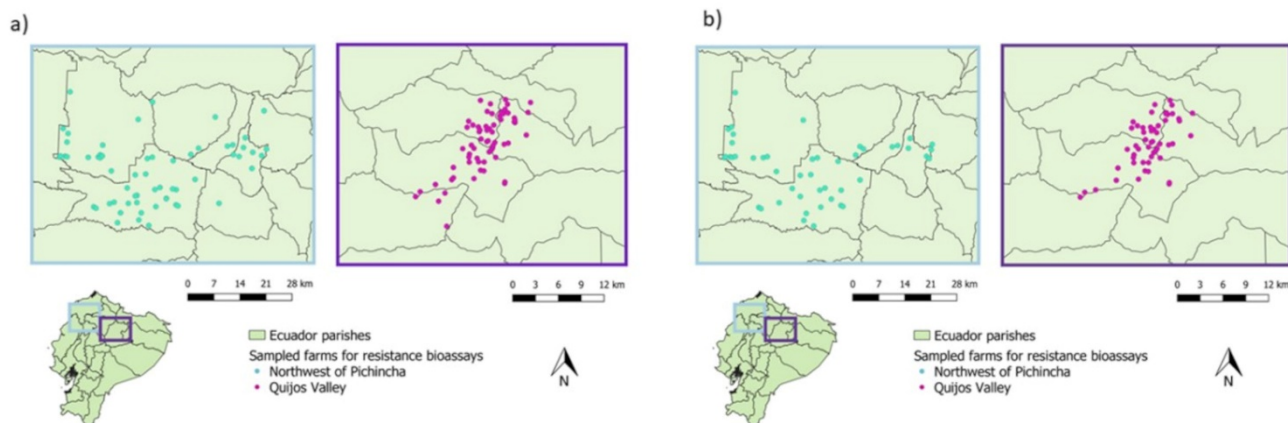 a)
0 7 14 21 28 km
0 3 6 9 12 km
Ecuador parishes
Sampled farms for resistance bioassays
Northwest of Pichincha
Quijos Valley
N
b)
0 7 14 21 28 km
0 3 6 9 12 km
Ecuador parishes
Sampled farms for resistance bioassays
Northwest of Pichincha
Quijos Valley
N